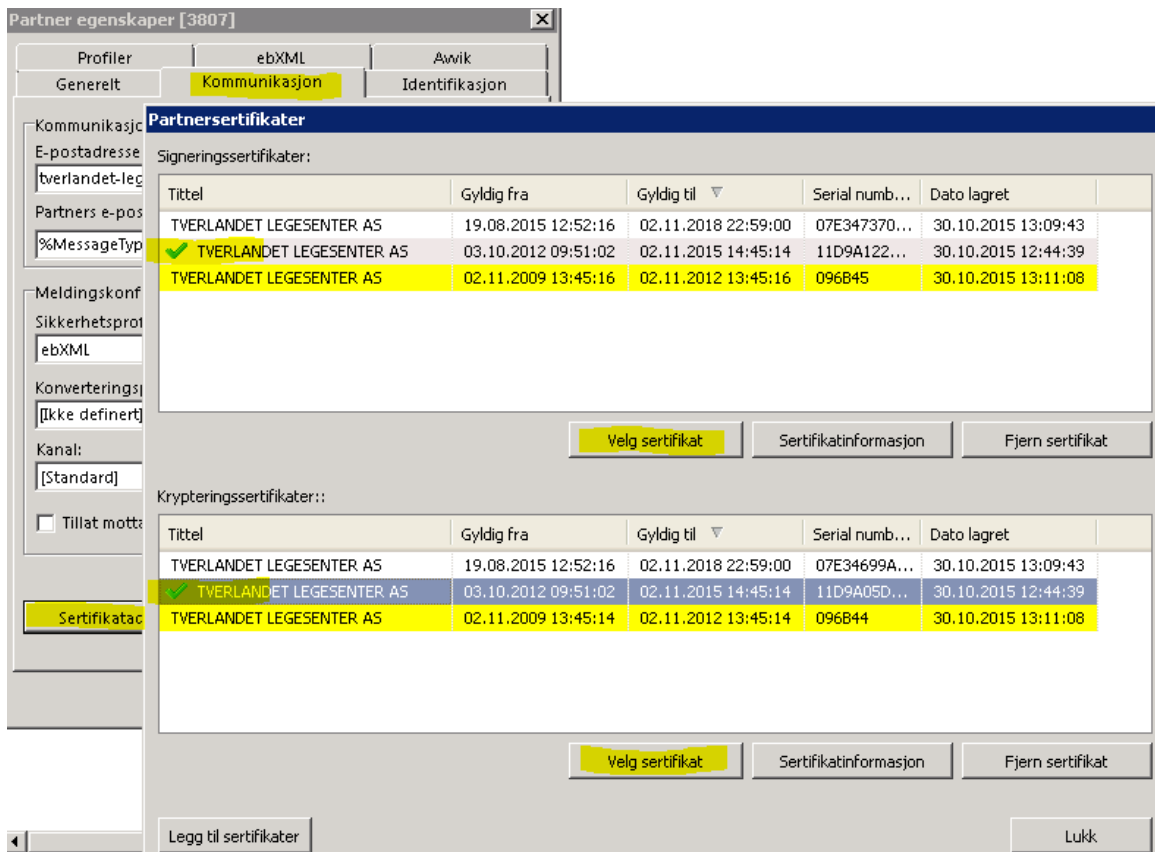 Partner egenskaper [3807]
Profiler ebXML Avvik
Generelt Kommunikasjon Identifikasjon
Kommunikasjo
E-postadresse
tverlandet-leg
Partners e-pos
%MessageTyp
Meldingskonf
Sikkerhetsprof
ebXML
Konverteringsp
[Ikke definert]
Kanal:
[Standard]
Tillat motta
Sertifikatad
Partnersertifikater
Signeringssertifikater:
Tittel Gyldig fra Gyldig til Serial numb... Dato lagret
TVERLANDET LEGESENTER AS 19.08.2015 12:52:16 02.11.2018 22:59:00 07E347370... 30.10.2015 13:09:43
TVERLANDET LEGESENTER AS 03.10.2012 09:51:02 02.11.2015 14:45:14 11D9A122... 30.10.2015 12:44:39
TVERLANDET LEGESENTER AS 02.11.2009 13:45:16 02.11.2012 13:45:16 096B45 30.10.2015 13:11:08
Velg sertifikat Sertifikatinformasjon Fjern sertifikat
Krypteringssertifikater::
Tittel Gyldig fra Gyldig til Serial numb... Dato lagret
TVERLANDET LEGESENTER AS 19.08.2015 12:52:16 02.11.2018 22:59:00 07E34699A... 30.10.2015 13:09:43
TVERLANDET LEGESENTER AS 03.10.2012 09:51:02 02.11.2015 14:45:14 11D9A05D... 30.10.2015 12:44:39
TVERLANDET LEGESENTER AS 02.11.2009 13:45:14 02.11.2012 13:45:14 096B44 30.10.2015 13:11:08
Velg sertifikat Sertifikatinformasjon Fjern sertifikat
Legg til sertifikater Lukk